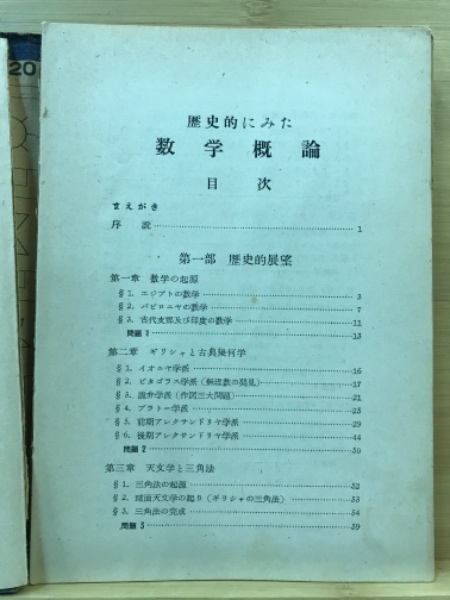 20
歴史的にみた
数学概論
目次
まえがき
序説 1
第一部 歴史的展望
第一章 数学の起源
§1. エジプトの数学 3
§2. バビロニヤの数学 7
§3. 古代支那及び印度の数学 11
問題1 13
第二章 ギリシャと古典幾何学
§1. イオニヤ学派 16
§2. ピタゴラス学派(無理数の発見) 17
§3. 詭弁学派(作図三大問題) 21
§4. プラトー学派 25
§5. 前期アレクサンドリヤ学派 29
§6. 後期アレクサンドリヤ学派 44
問題2 50
第三章 天文学と三角法
§1. 三角法の起源 52
§2. 球面天文学の起り(ギリシャの三角法) 53
§3. 三角法の完成 54
問題3 59